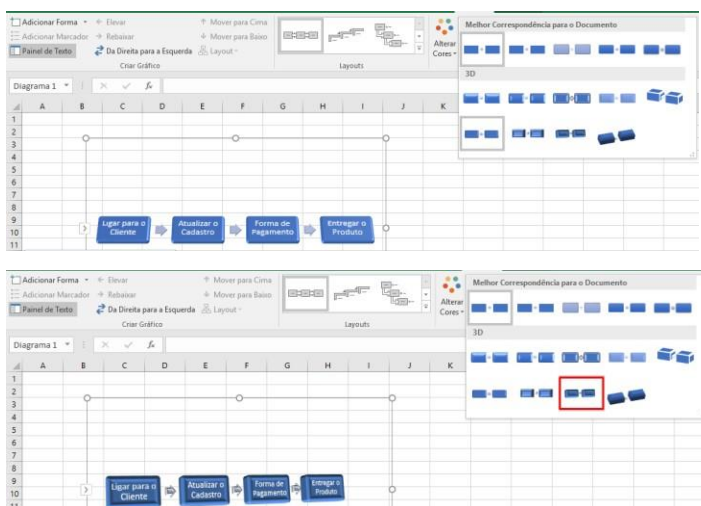 Adicionar Forma
Elevar
Mover para Cima
Adicionar Marcador
Rebaixar
Mover para Baixo
Painel de Texto
Da Direita para a Esquerda
Layout
Criar Gráfico
Layouts
Alterar
Cores
Melhor Correspondência para o Documento
3D
Diagrama 1
fx
A B C D E F G H I J K
1
2
3
4
5
6
7
8
9
10
11
Ligar para o
Cliente
Atualizar o
Cadastro
Forma de
Pagamento
Entregar o
Produto
Adicionar Forma
Elevar
Mover para Cima
Adicionar Marcador
Rebaixar
Mover para Baixo
Painel de Texto
Da Direita para a Esquerda
Layout
Criar Gráfico
Layouts
Alterar
Cores
Melhor Correspondência para o Documento
3D
Diagrama 1
fx
A B C D E F G H I J K
1
2
3
4
5
6
7
8
9
10
11
Ligar para o
Cliente
Atualizar o
Cadastro
Forma de
Pagamento
Entregar o
Produto